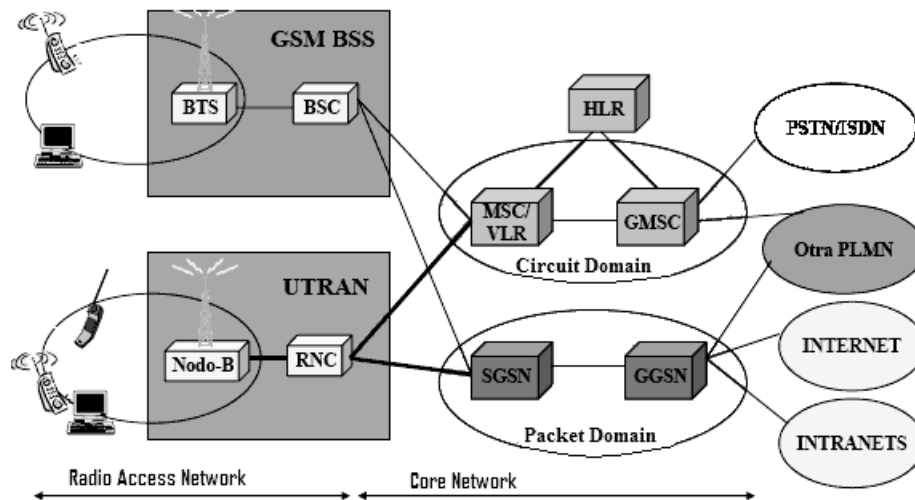 GSM BSS
BTS
BSC
HLR
PSTN/ISDN
MSC/
VLR
GMSC
Circuit Domain
Otra PLMN
UTRAN
Nodo-B
RNC
SGSN
GGSN
Packet Domain
INTERNET
INTRANETS
Radio Access Network
Core Network